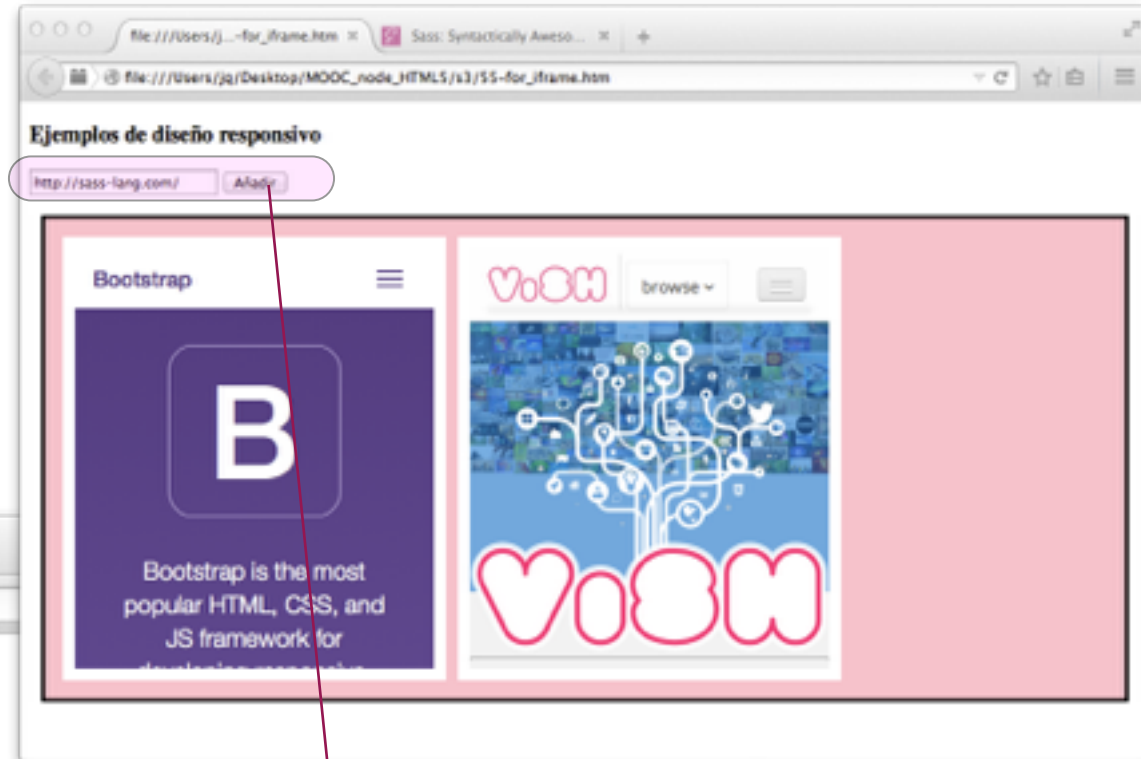 file:///Users/j...-for_iframe.htm
Sass: Syntactically Aweso...
file:///Users/jq/Desktop/MOOC_node_HTML5/s3/55-for_iframe.htm
Ejemplos de diseño responsivo
http://sass-lang.com/ Añadir
Bootstrap
ViSH browse
B
Bootstrap is the most
popular HTML, CSS, and
JS framework for
developing responsive
ViSH